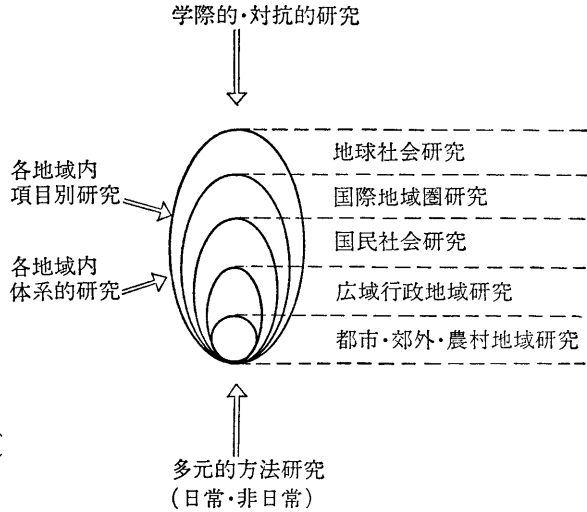 学際的・対抗的研究
地球社会研究
各地域内
項目別研究
国際地域圏研究
国民社会研究
各地域内
体系的研究
広域行政地域研究
都市・郊外・農村地域研究
多元的方法研究
(日常・非日常)